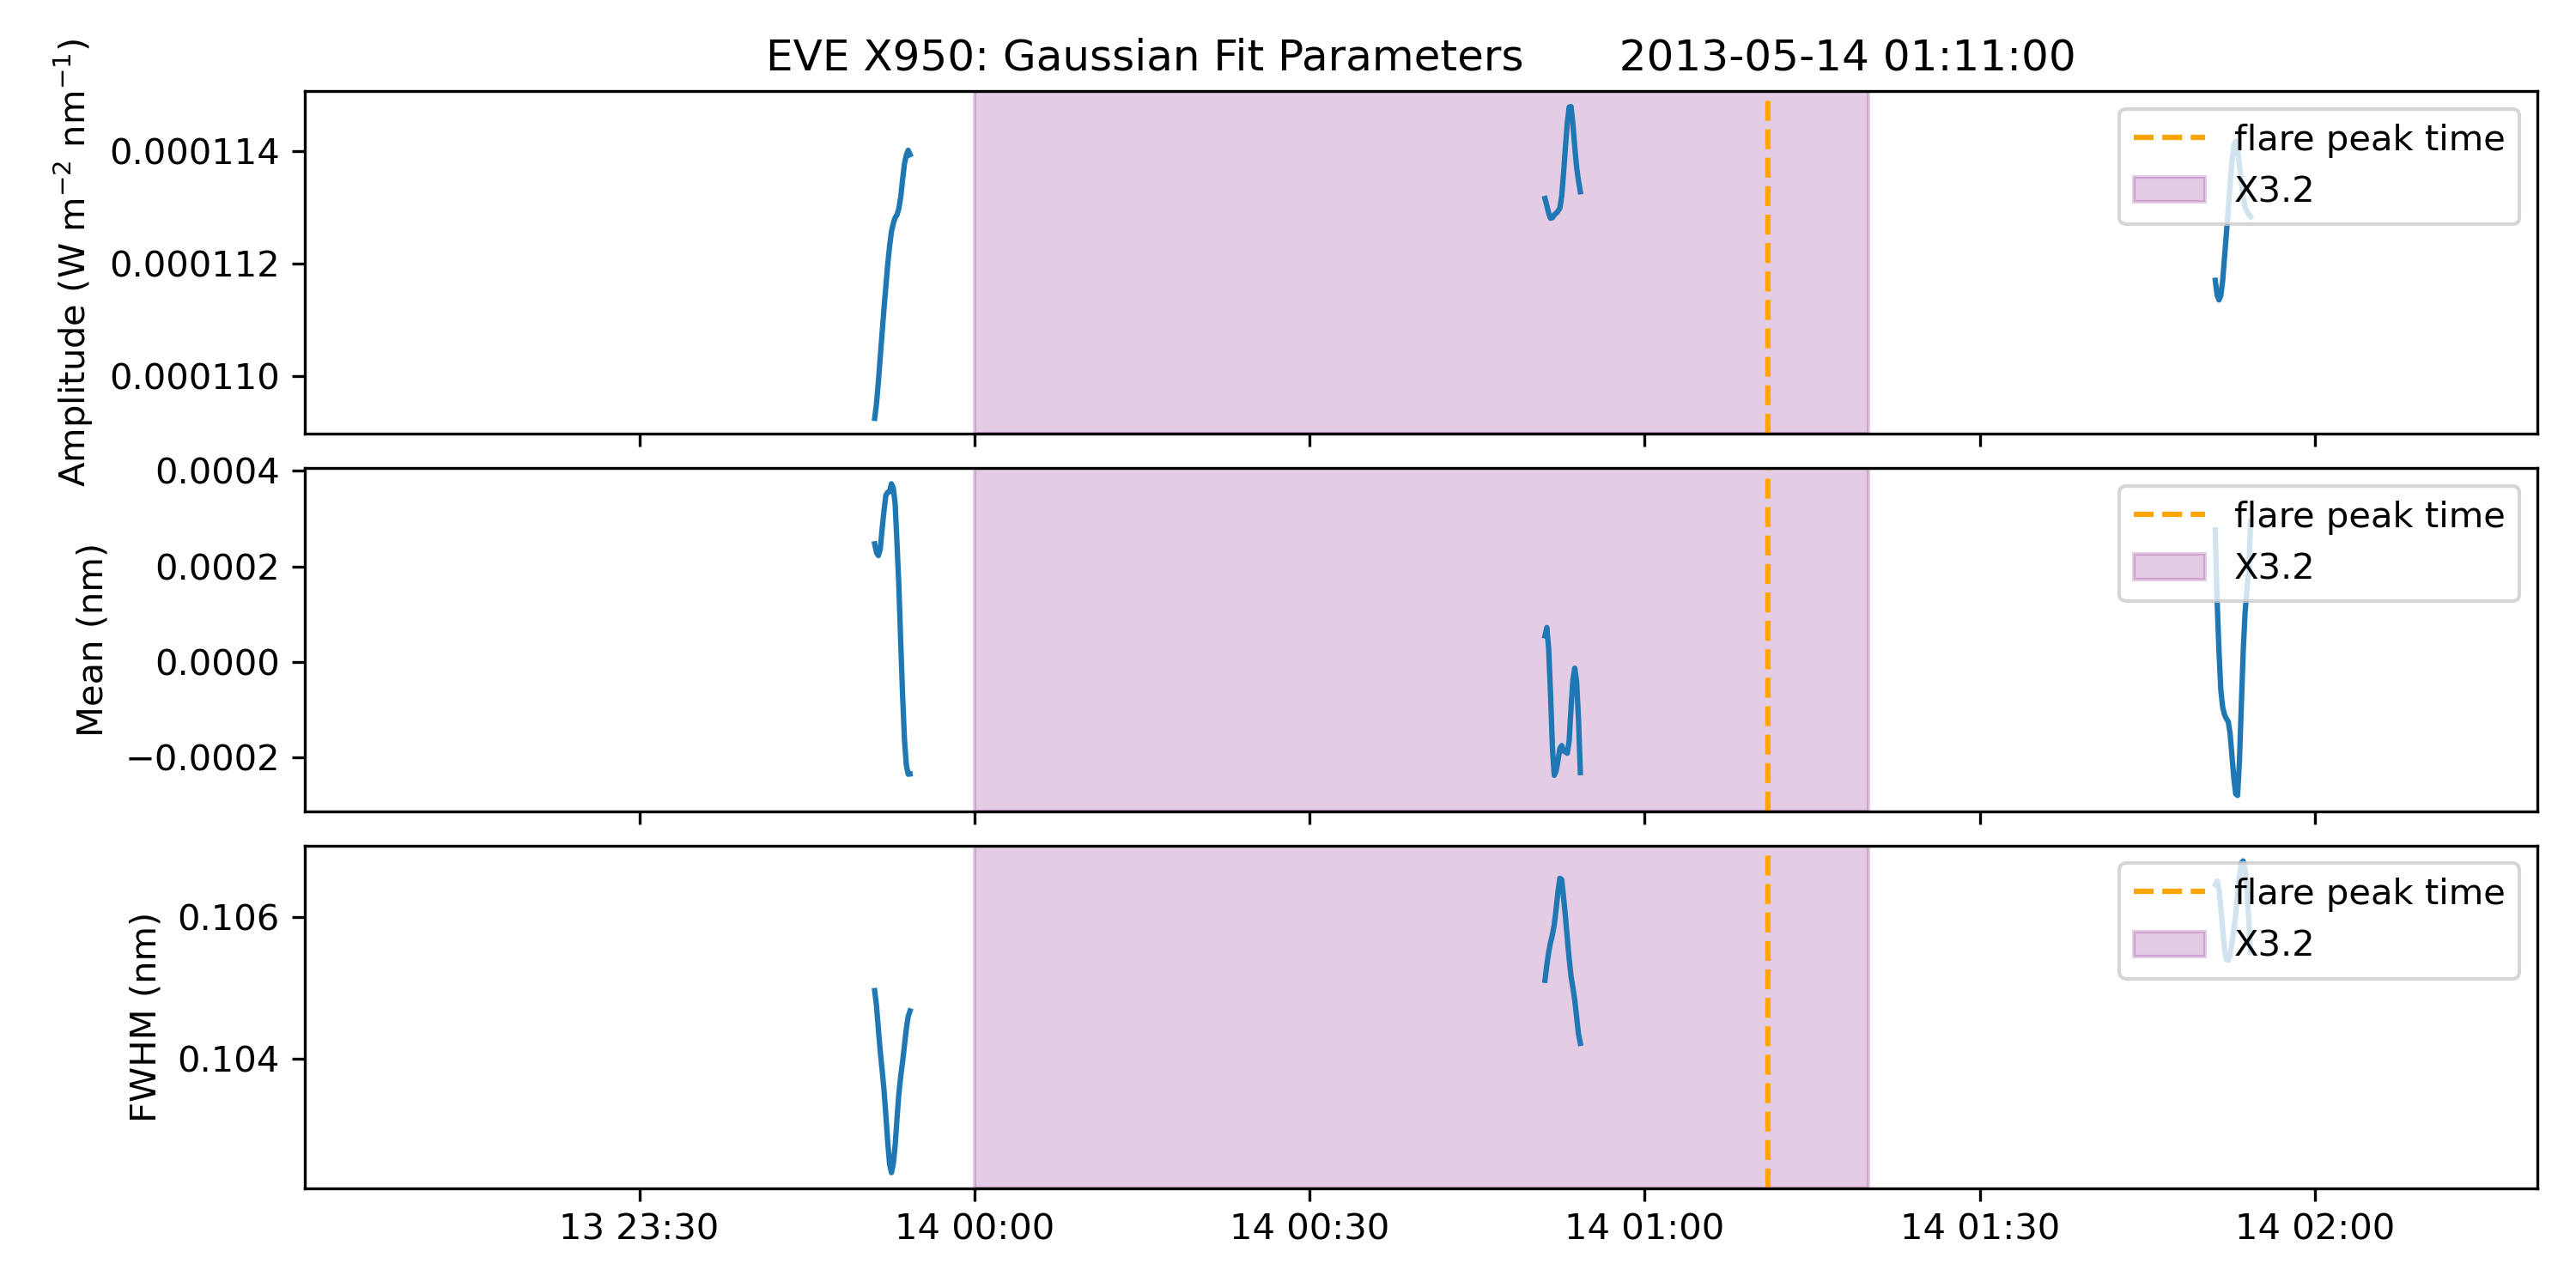 EVE X950: Gaussian Fit Parameters 2013-05-14 01:11:00
Amplitude (W m⁻² nm⁻¹)
0.000114
0.000112
0.000110
flare peak time
X3.2
Mean (nm)
0.0004
0.0002
0.0000
−0.0002
flare peak time
X3.2
FWHM (nm)
0.106
0.104
flare peak time
X3.2
13 23:30 14 00:00 14 00:30 14 01:00 14 01:30 14 02:00